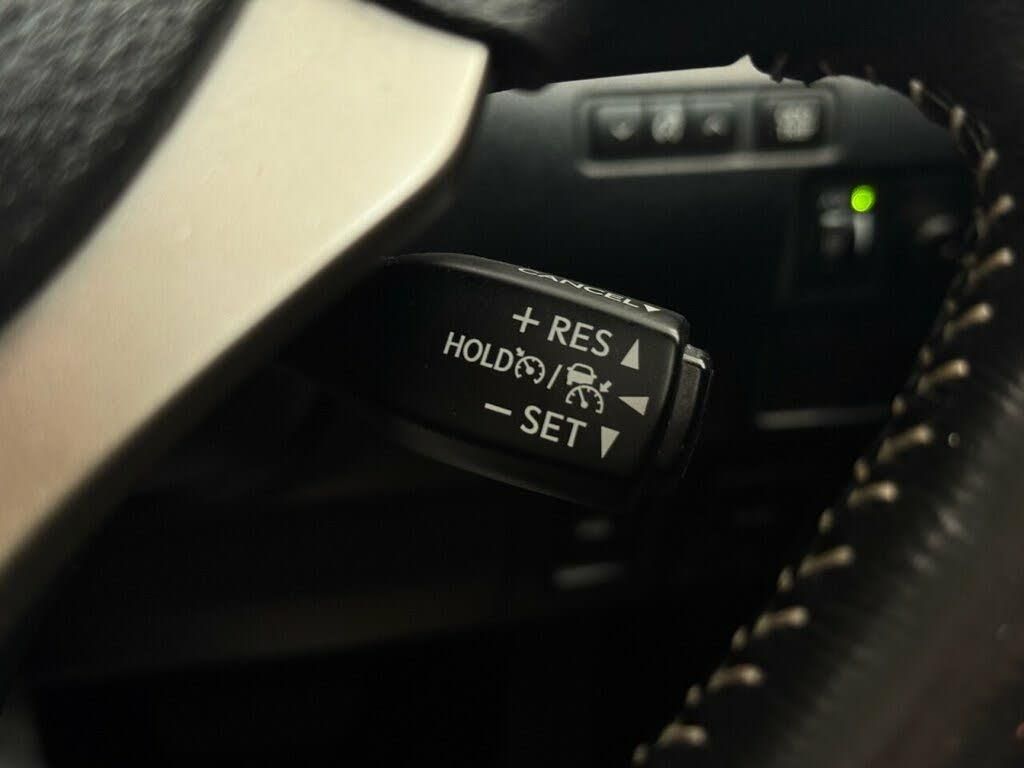 CANCEL▼
+ RES ▲
HOLD /
− SET ▼